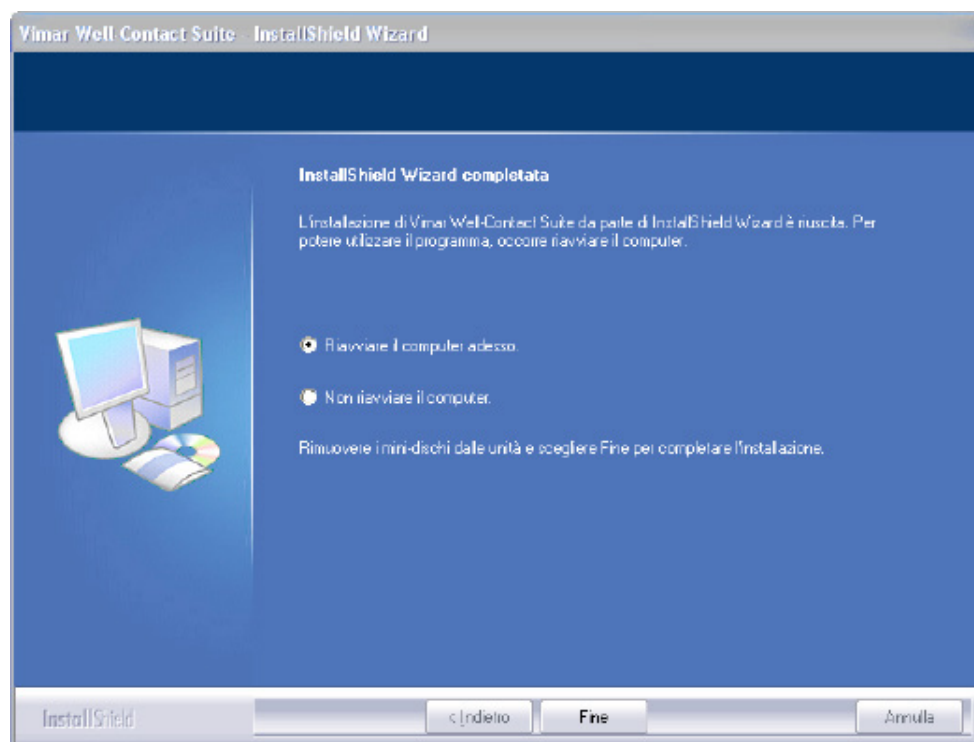 Vimar Well-Contact Suite - InstallShield Wizard
InstallShield Wizard completata
L'installazione di Vimar Well-Contact Suite da parte di InstallShield Wizard è riuscita. Per
potere utilizzare il programma, occorre riavviare il computer.
Riavviare il computer adesso.
Non riavviare il computer.
Rimuovere i mini-dischi dalle unità e scegliere Fine per completare l'installazione.
InstallShield
< Indietro
Fine
Annulla